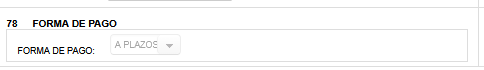 78 FORMA DE PAGO
FORMA DE PAGO: A PLAZOS